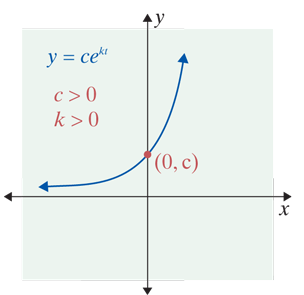 y
y = ce^{kt}
c > 0
k > 0
(0, c)
x